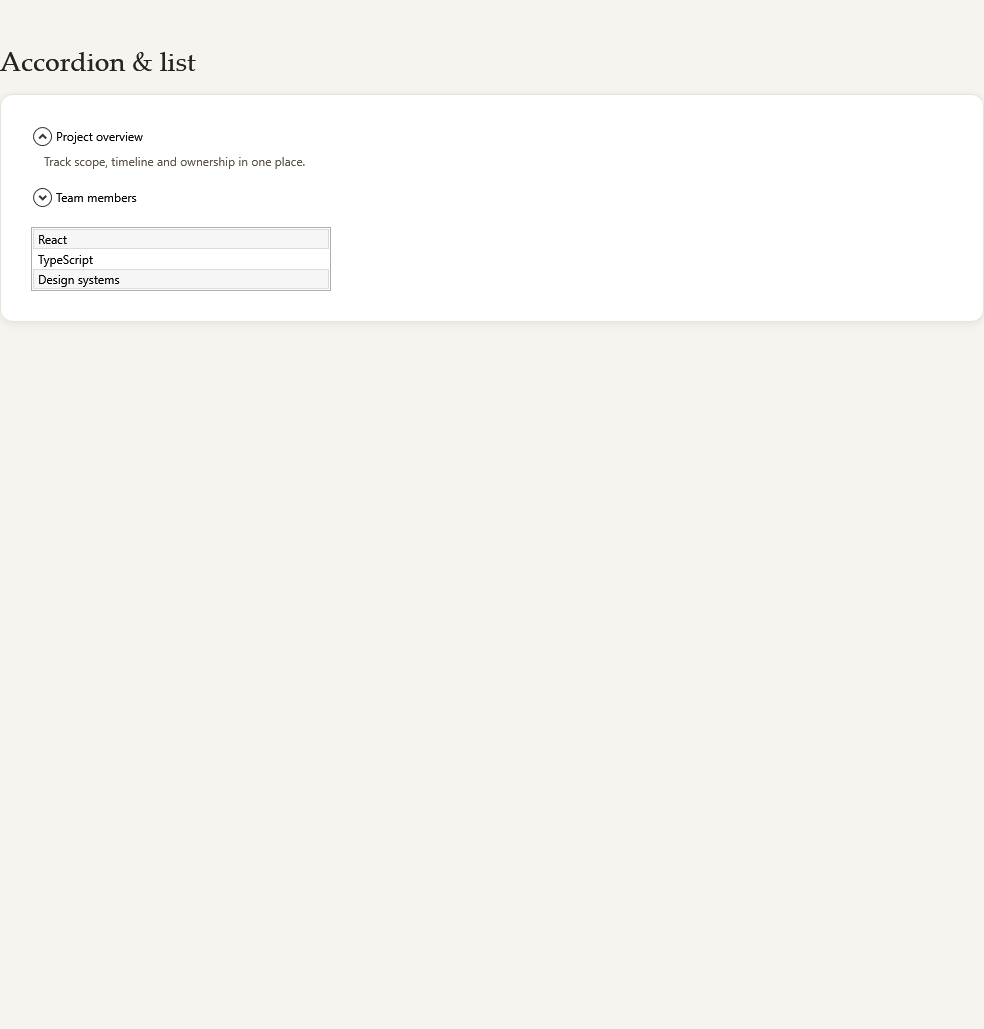 Accordion & list
Project overview
Track scope, timeline and ownership in one place.
Team members
React
TypeScript
Design systems